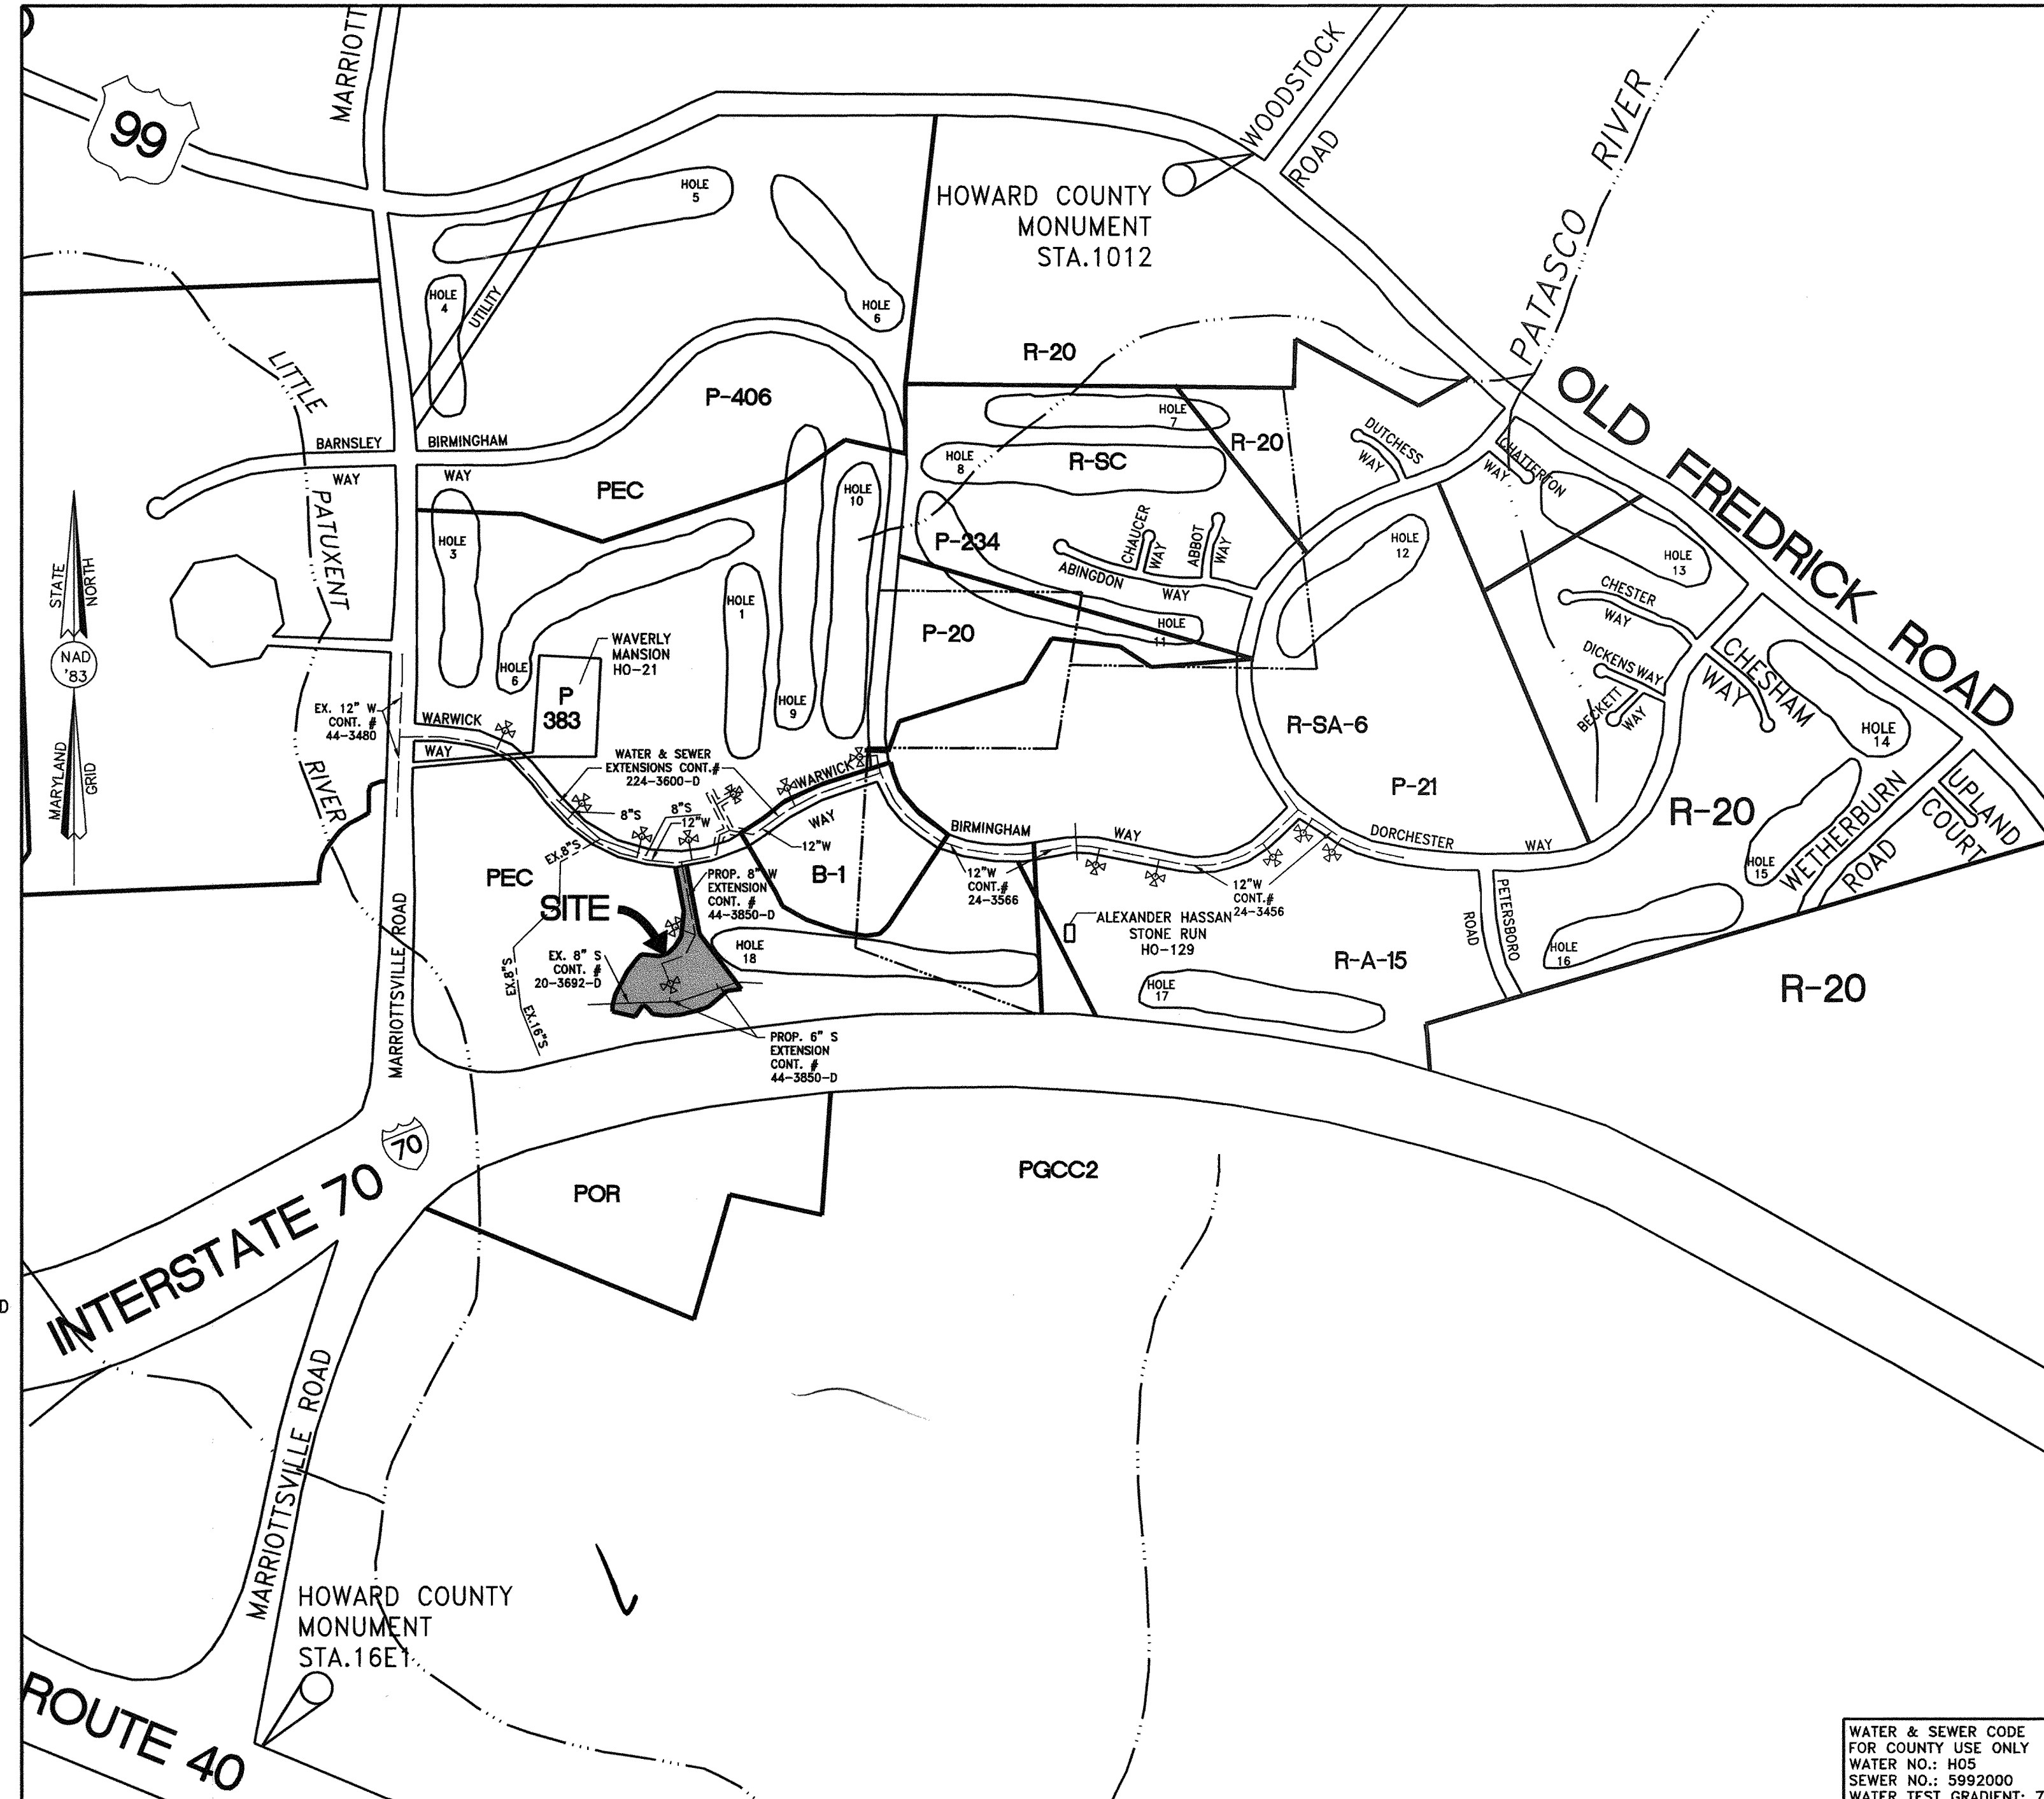 99
MARRIOTT
WOODSTOCK
ROAD
PATASCO RIVER
HOWARD COUNTY
MONUMENT
STA.1012
HOLE
5
HOLE
6
HOLE
4
UTILITY
LITTLE
PATUXENT
RIVER
R-20
P-406
OLD FREDRICK ROAD
BARNSLEY
WAY
BIRMINGHAM
WAY
PEC
HOLE
7
HOLE
8
R-SC
R-20
DUTCHESS
WAY
CHATTERTON
WAY
HOLE
10
HOLE
3
P-234
CHAUCER
WAY
ABBOT
WAY
ABINGDON
WAY
HOLE
12
HOLE
13
STATE
NORTH
NAD
'83
MARYLAND
GRID
HOLE
1
HOLE
11
P-20
CHESTER
WAY
DICKENS WAY
BECKETT
WAY
CHESHAM
WAY
HOLE
14
WAVERLY
MANSION
HO-21
HOLE
6
P
383
HOLE
9
EX. 12" W
CONT. #
44-3480
WARWICK
WAY
WATER & SEWER
EXTENSIONS CONT.#
224-3600-D
WARWICK
WAY
R-SA-6
P-21
R-20
8"S
8"S
12"W
12"W
EX.8"S
BIRMINGHAM
WAY
DORCHESTER
WAY
HOLE
15
WETHERBURN
ROAD
UPLAND
COURT
PEC
PROP. 8" W
EXTENSION
CONT. #
44-3850-D
B-1
12"W
CONT.#
24-3566
12"W
CONT.#
24-3456
SITE
ALEXANDER HASSAN
STONE RUN
HO-129
PETERSBORO
ROAD
MARRIOTTSVILLE ROAD
EX. 8" S
CONT. #
20-3692-D
HOLE
18
HOLE
17
R-A-15
HOLE
16
R-20
EX.8"S
EX.16"S
PROP. 6" S
EXTENSION
CONT. #
44-3850-D
70
INTERSTATE 70
POR
PGCC2
D
MARRIOTTSVILLE ROAD
HOWARD COUNTY
MONUMENT
STA.16E1
ROUTE 40
WATER & SEWER CODE
FOR COUNTY USE ONLY
WATER NO.: H05
SEWER NO.: 5992000
WATER TEST GRADIENT: 7